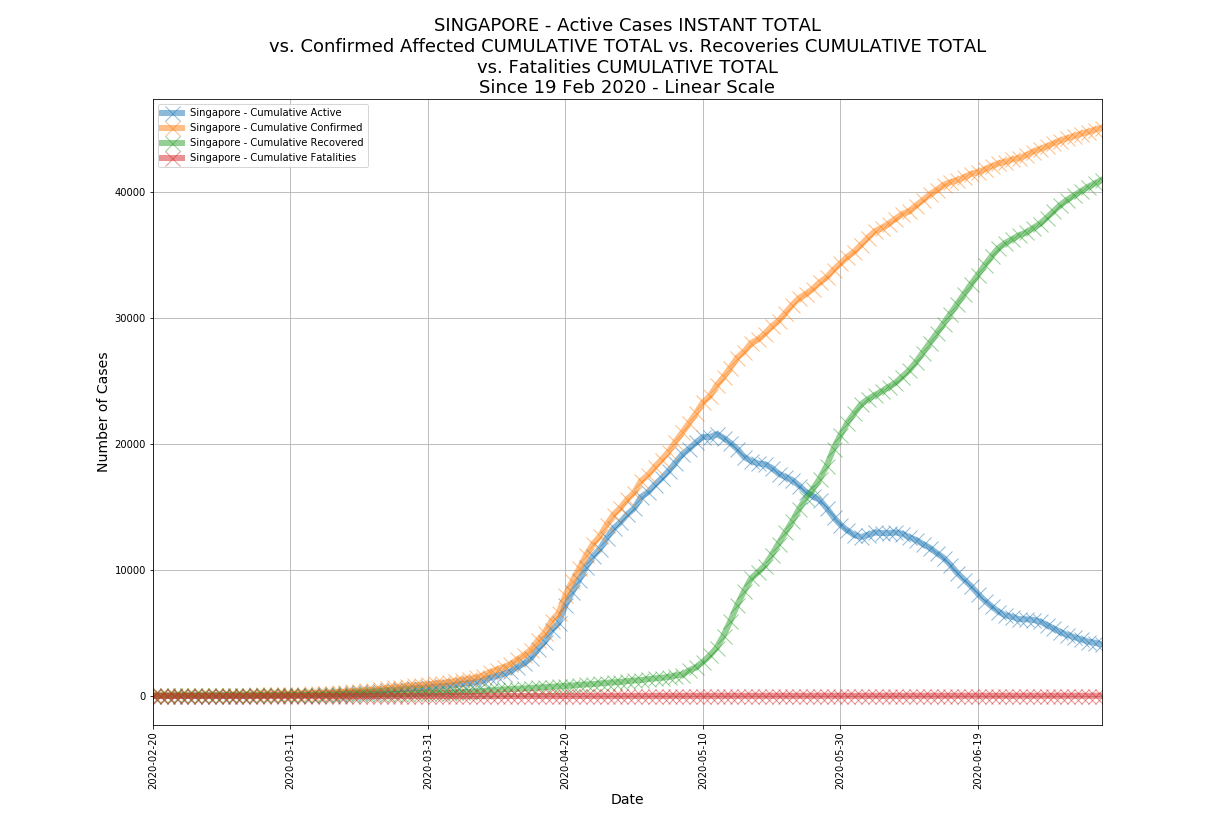 SINGAPORE - Active Cases INSTANT TOTAL
vs. Confirmed Affected CUMULATIVE TOTAL vs. Recoveries CUMULATIVE TOTAL
vs. Fatalities CUMULATIVE TOTAL
Since 19 Feb 2020 - Linear Scale
Singapore - Cumulative Active
Singapore - Cumulative Confirmed
Singapore - Cumulative Recovered
Singapore - Cumulative Fatalities
Number of Cases
40000
30000
20000
10000
0
2020-02-20
2020-03-11
2020-03-31
2020-04-20
2020-05-10
2020-05-30
2020-06-19
Date